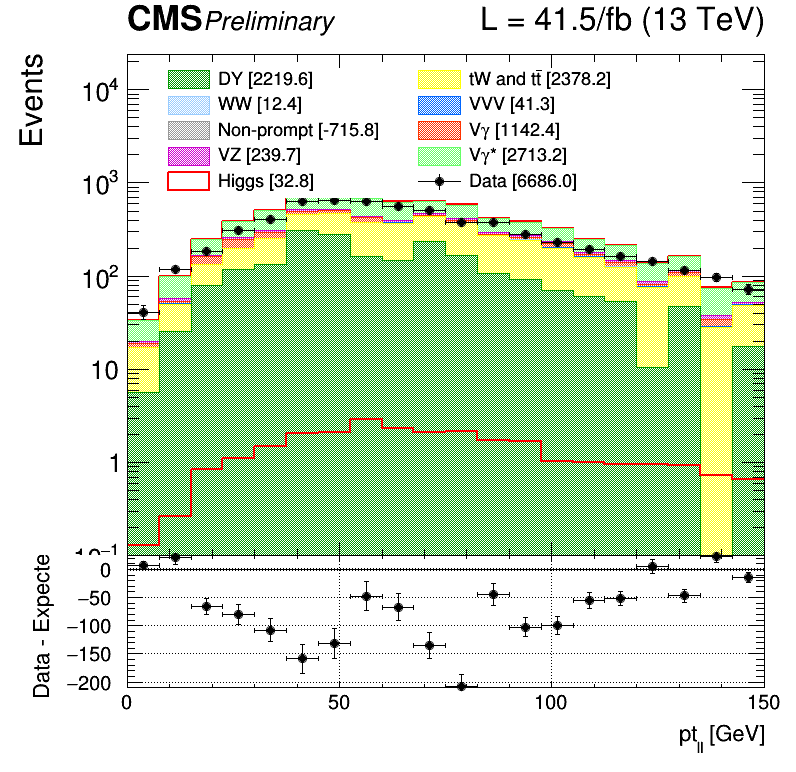 CMS Preliminary L = 41.5/fb (13 TeV)
Events
DY [2219.6] tW and tt̄ [2378.2]
WW [12.4] VVV [41.3]
Non-prompt [-715.8] Vγ [1142.4]
VZ [239.7] Vγ* [2713.2]
Higgs [32.8] Data [6686.0]
10⁴
10³
10²
10
1
10⁻¹
Data - Expecte
0
−50
−100
−150
−200
0 50 100 150
pt_ll [GeV]